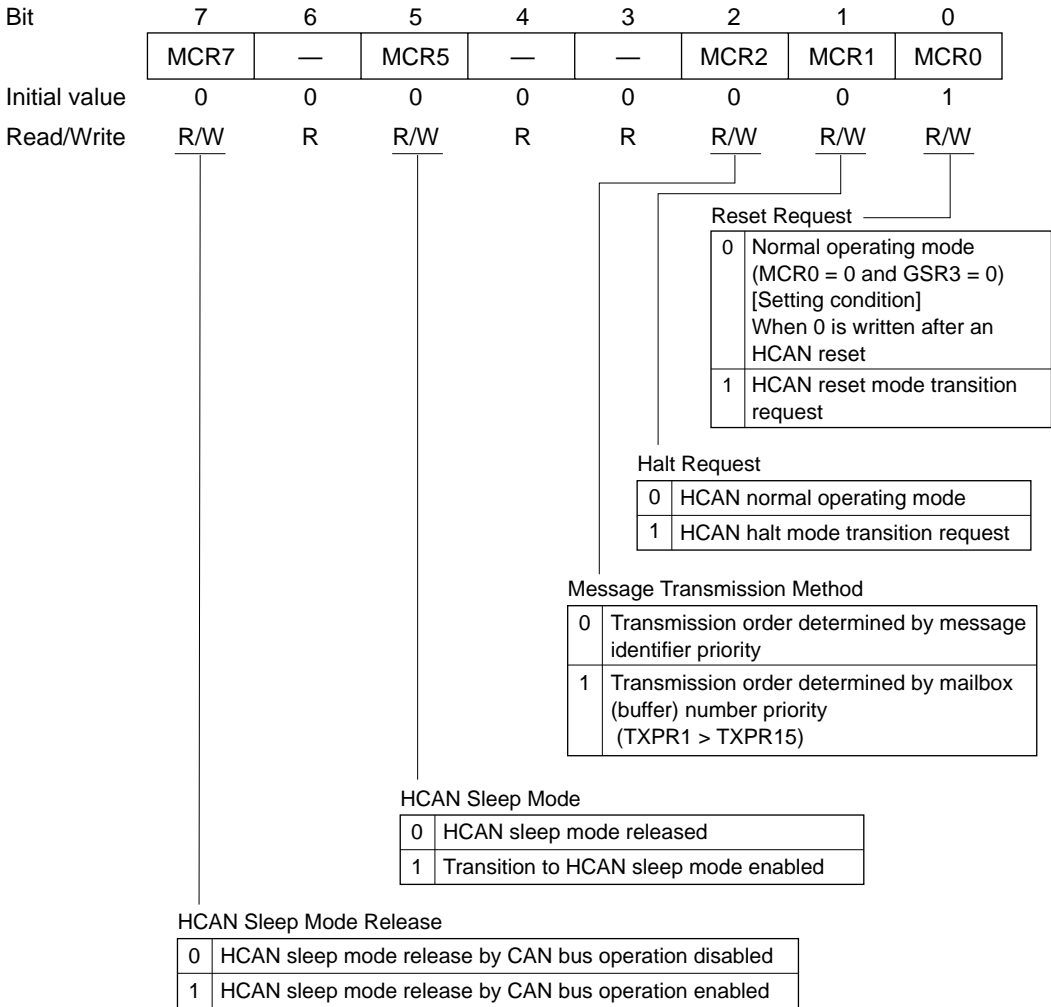 Bit 7 6 5 4 3 2 1 0
MCR7 — MCR5 — — MCR2 MCR1 MCR0
Initial value 0 0 0 0 0 0 0 1
Read/Write R/W R R/W R R R/W R/W R/W
Reset Request
0 Normal operating mode
(MCR0 = 0 and GSR3 = 0)
[Setting condition]
When 0 is written after an
HCAN reset
1 HCAN reset mode transition
request
Halt Request
0 HCAN normal operating mode
1 HCAN halt mode transition request
Message Transmission Method
0 Transmission order determined by message
identifier priority
1 Transmission order determined by mailbox
(buffer) number priority
(TXPR1 > TXPR15)
HCAN Sleep Mode
0 HCAN sleep mode released
1 Transition to HCAN sleep mode enabled
HCAN Sleep Mode Release
0 HCAN sleep mode release by CAN bus operation disabled
1 HCAN sleep mode release by CAN bus operation enabled